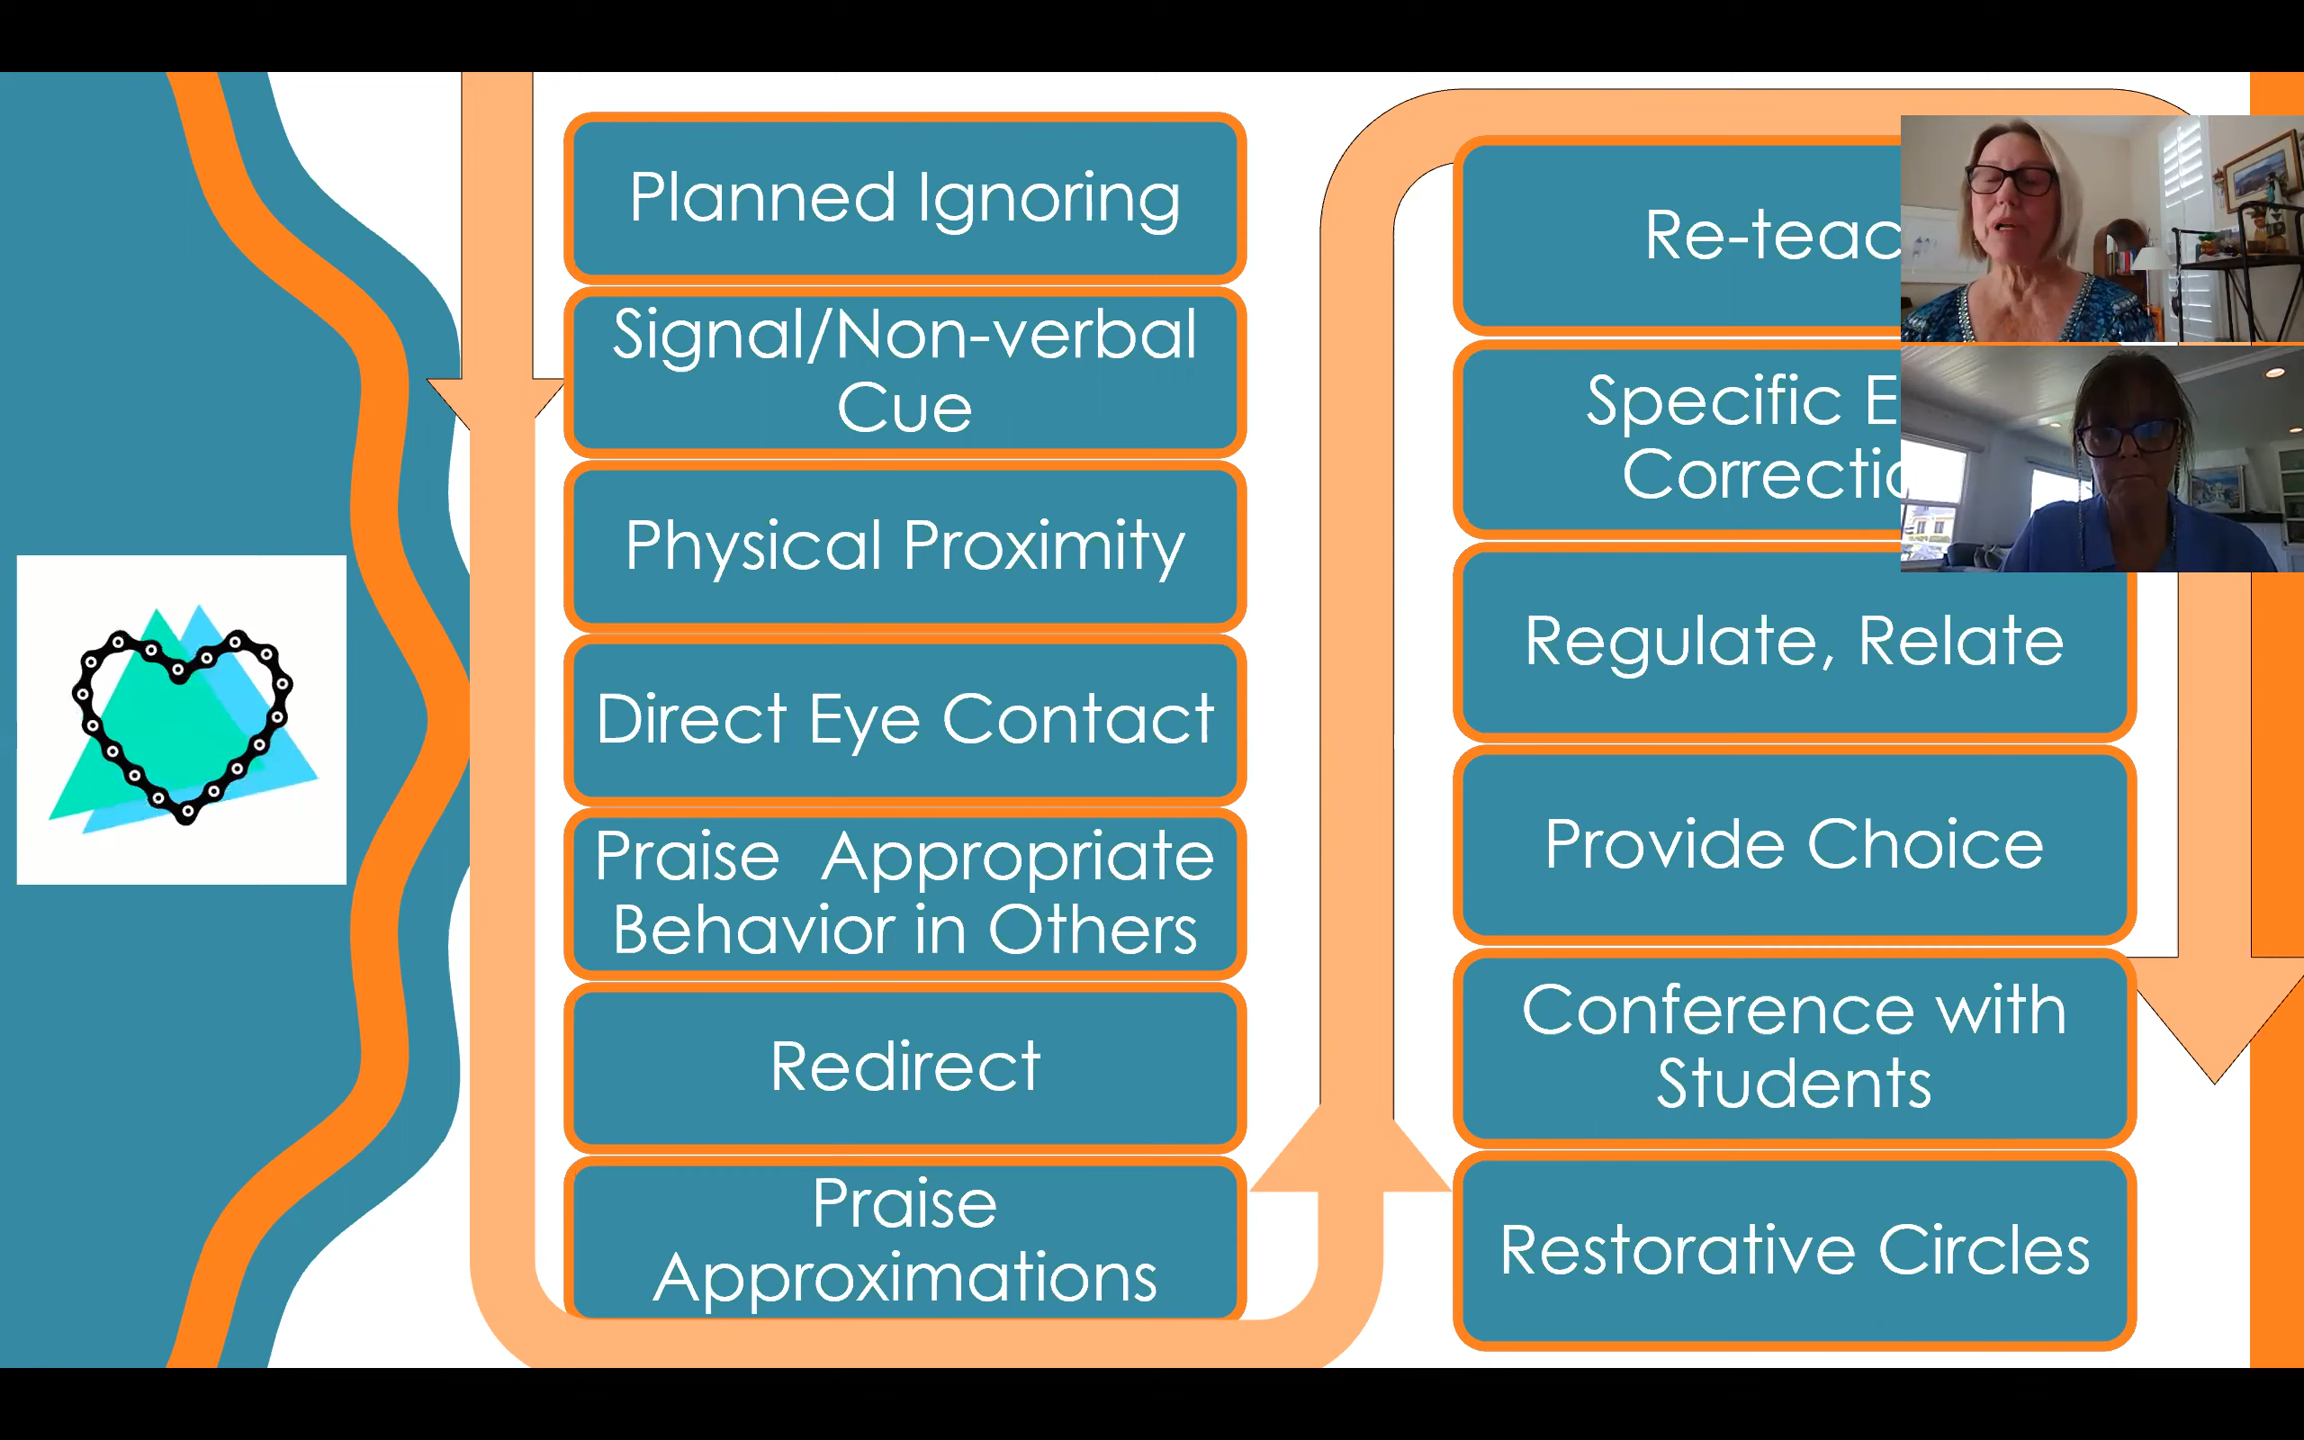 Planned Ignoring
Signal/Non-verbal
Cue
Physical Proximity
Direct Eye Contact
Praise  Appropriate
Behavior in Others
Redirect
Praise
Approximations
Specific
Regulate, Relate
Provide Choice
Conference with
Students
Restorative Circles